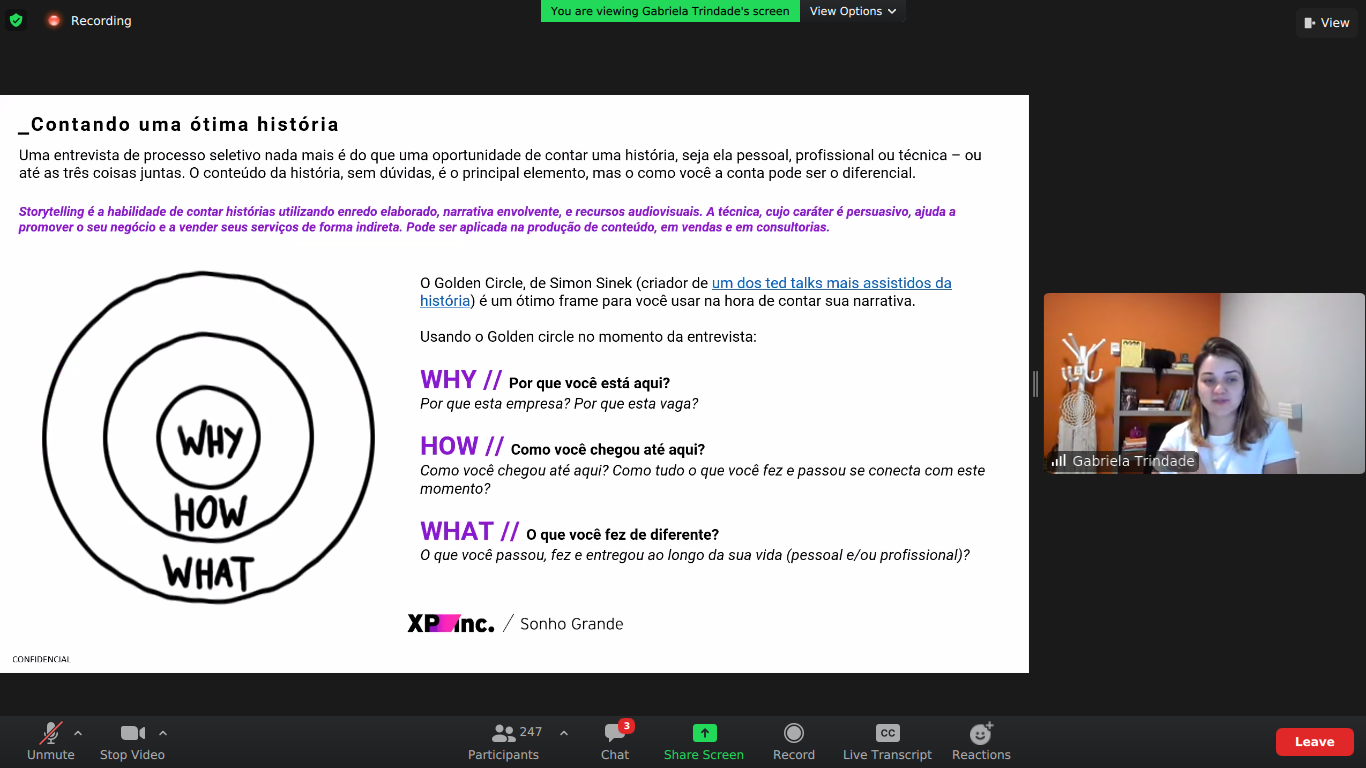 Recording
You are viewing Gabriela Trindade's screen
View Options
View
_Contando uma ótima história
Uma entrevista de processo seletivo nada mais é do que uma oportunidade de contar uma história, seja ela pessoal, profissional ou técnica – ou
até as três coisas juntas. O conteúdo da história, sem dúvidas, é o principal elemento, mas o como você a conta pode ser o diferencial.
Storytelling é a habilidade de contar histórias utilizando enredo elaborado, narrativa envolvente, e recursos audiovisuais. A técnica, cujo caráter é persuasivo, ajuda a
promover o seu negócio e a vender seus serviços de forma indireta. Pode ser aplicada na produção de conteúdo, em vendas e em consultorias.
WHY
HOW
WHAT
O Golden Circle, de Simon Sinek (criador de um dos ted talks mais assistidos da
história) é um ótimo frame para você usar na hora de contar sua narrativa.
Usando o Golden circle no momento da entrevista:
WHY // Por que você está aqui?
Por que esta empresa? Por que esta vaga?
HOW // Como você chegou até aqui?
Como você chegou até aqui? Como tudo o que você fez e passou se conecta com este
momento?
WHAT // O que você fez de diferente?
O que você passou, fez e entregou ao longo da sua vida (pessoal e/ou profissional)?
XP inc. / Sonho Grande
CONFIDENCIAL
Gabriela Trindade
Unmute
Stop Video
247
Participants
3
Chat
Share Screen
Record
CC
Live Transcript
Reactions
Leave